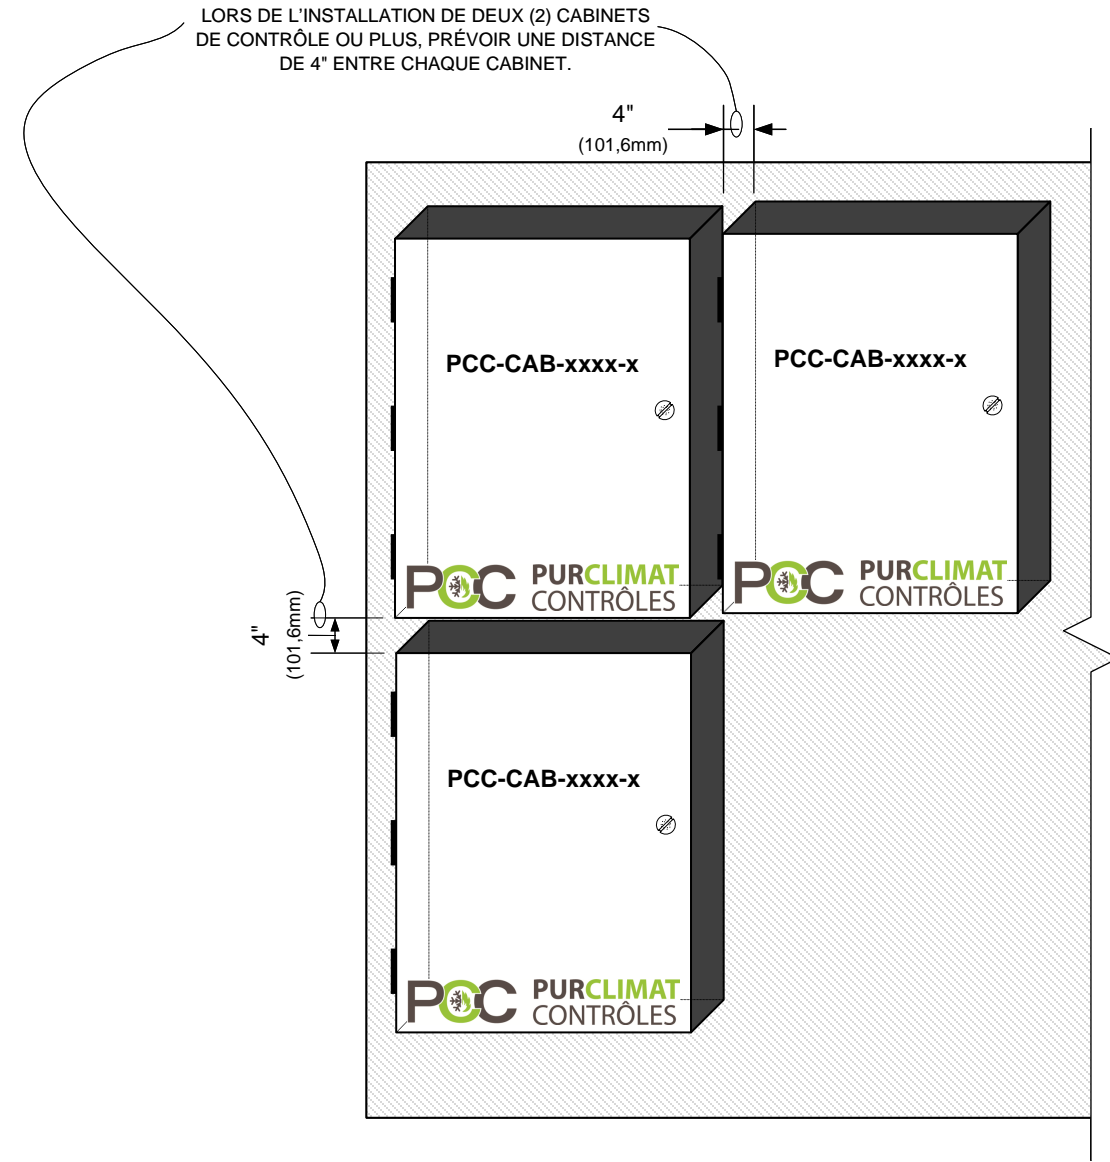 LORS DE L'INSTALLATION DE DEUX (2) CABINETS
DE CONTRÔLE OU PLUS, PRÉVOIR UNE DISTANCE
DE 4" ENTRE CHAQUE CABINET.
4"
(101,6mm)
PCC-CAB-xxxx-x
PCC-CAB-xxxx-x
PCC PURCLIMAT
CONTRÔLES
PCC PURCLIMAT
CONTRÔLES
4"
(101,6mm)
PCC-CAB-xxxx-x
PCC PURCLIMAT
CONTRÔLES